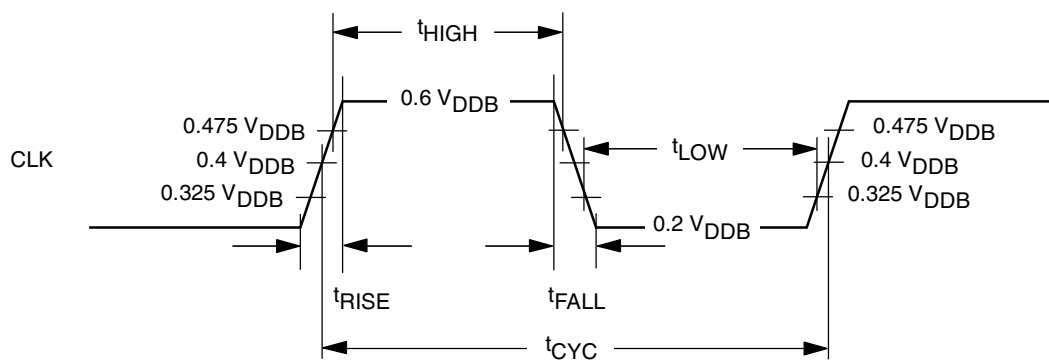 tHIGH
0.6 VDDB
0.475 VDDB
0.475 VDDB
CLK
0.4 VDDB
tLOW
0.4 VDDB
0.325 VDDB
0.325 VDDB
0.2 VDDB
tRISE
tFALL
tCYC